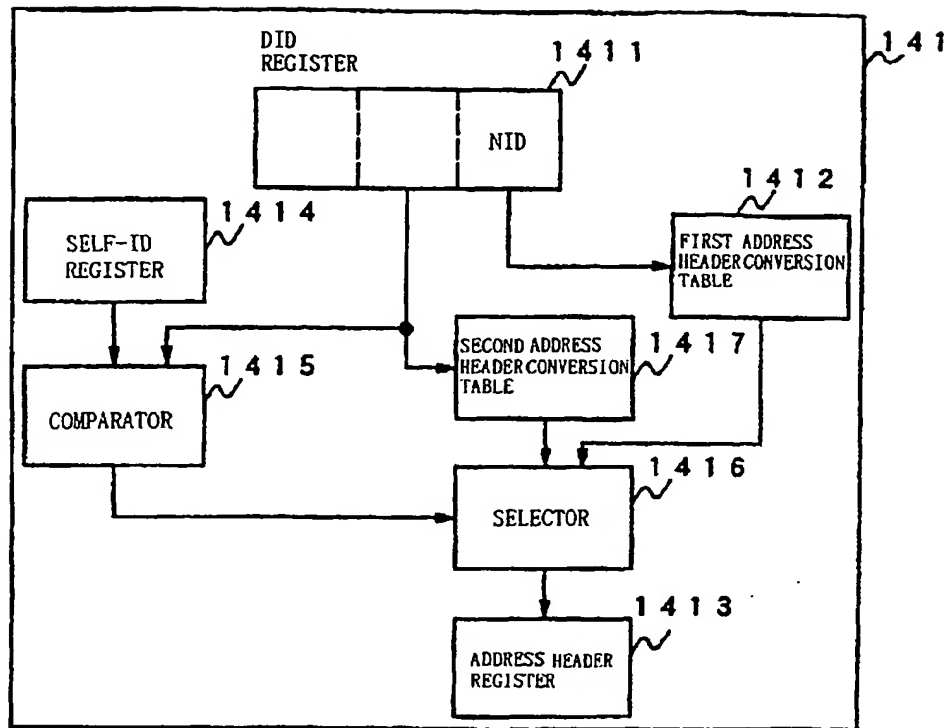 DID
REGISTER
1411
141
NID
1412
1414
SELF-ID
REGISTER
FIRST ADDRESS
HEADER CONVERSION
TABLE
1415
COMPARATOR
SECOND ADDRESS
HEADER CONVERSION
TABLE
1417
1416
SELECTOR
1413
ADDRESS HEADER
REGISTER